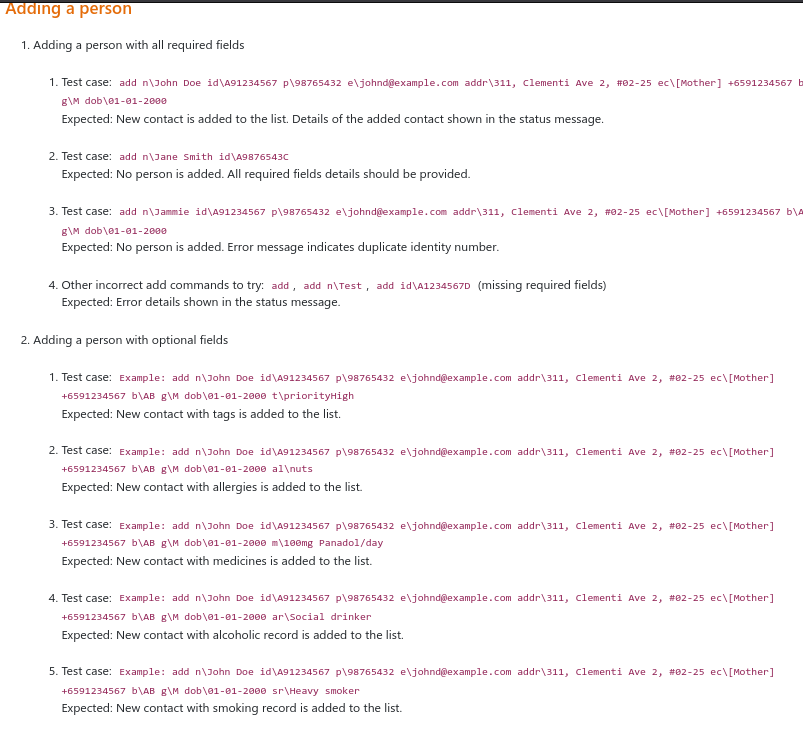 Adding a person
1. Adding a person with all required fields
1. Test case: add n\John Doe id\A91234567 p\98765432 e\johnd@example.com addr\311, Clementi Ave 2, #02-25 ec\[Mother] +6591234567 b
g\M dob\01-01-2000
Expected: New contact is added to the list. Details of the added contact shown in the status message.
2. Test case: add n\Jane Smith id\A9876543C
Expected: No person is added. All required fields details should be provided.
3. Test case: add n\Jammie id\A91234567 p\98765432 e\johnd@example.com addr\311, Clementi Ave 2, #02-25 ec\[Mother] +6591234567 b\A
g\M dob\01-01-2000
Expected: No person is added. Error message indicates duplicate identity number.
4. Other incorrect add commands to try: add , add n\Test , add id\A1234567D (missing required fields)
Expected: Error details shown in the status message.
2. Adding a person with optional fields
1. Test case: Example: add n\John Doe id\A91234567 p\98765432 e\johnd@example.com addr\311, Clementi Ave 2, #02-25 ec\[Mother]
+6591234567 b\AB g\M dob\01-01-2000 t\priorityHigh
Expected: New contact with tags is added to the list.
2. Test case: Example: add n\John Doe id\A91234567 p\98765432 e\johnd@example.com addr\311, Clementi Ave 2, #02-25 ec\[Mother]
+6591234567 b\AB g\M dob\01-01-2000 al\nuts
Expected: New contact with allergies is added to the list.
3. Test case: Example: add n\John Doe id\A91234567 p\98765432 e\johnd@example.com addr\311, Clementi Ave 2, #02-25 ec\[Mother]
+6591234567 b\AB g\M dob\01-01-2000 m\100mg Panadol/day
Expected: New contact with medicines is added to the list.
4. Test case: Example: add n\John Doe id\A91234567 p\98765432 e\johnd@example.com addr\311, Clementi Ave 2, #02-25 ec\[Mother]
+6591234567 b\AB g\M dob\01-01-2000 ar\Social drinker
Expected: New contact with alcoholic record is added to the list.
5. Test case: Example: add n\John Doe id\A91234567 p\98765432 e\johnd@example.com addr\311, Clementi Ave 2, #02-25 ec\[Mother]
+6591234567 b\AB g\M dob\01-01-2000 sr\Heavy smoker
Expected: New contact with smoking record is added to the list.